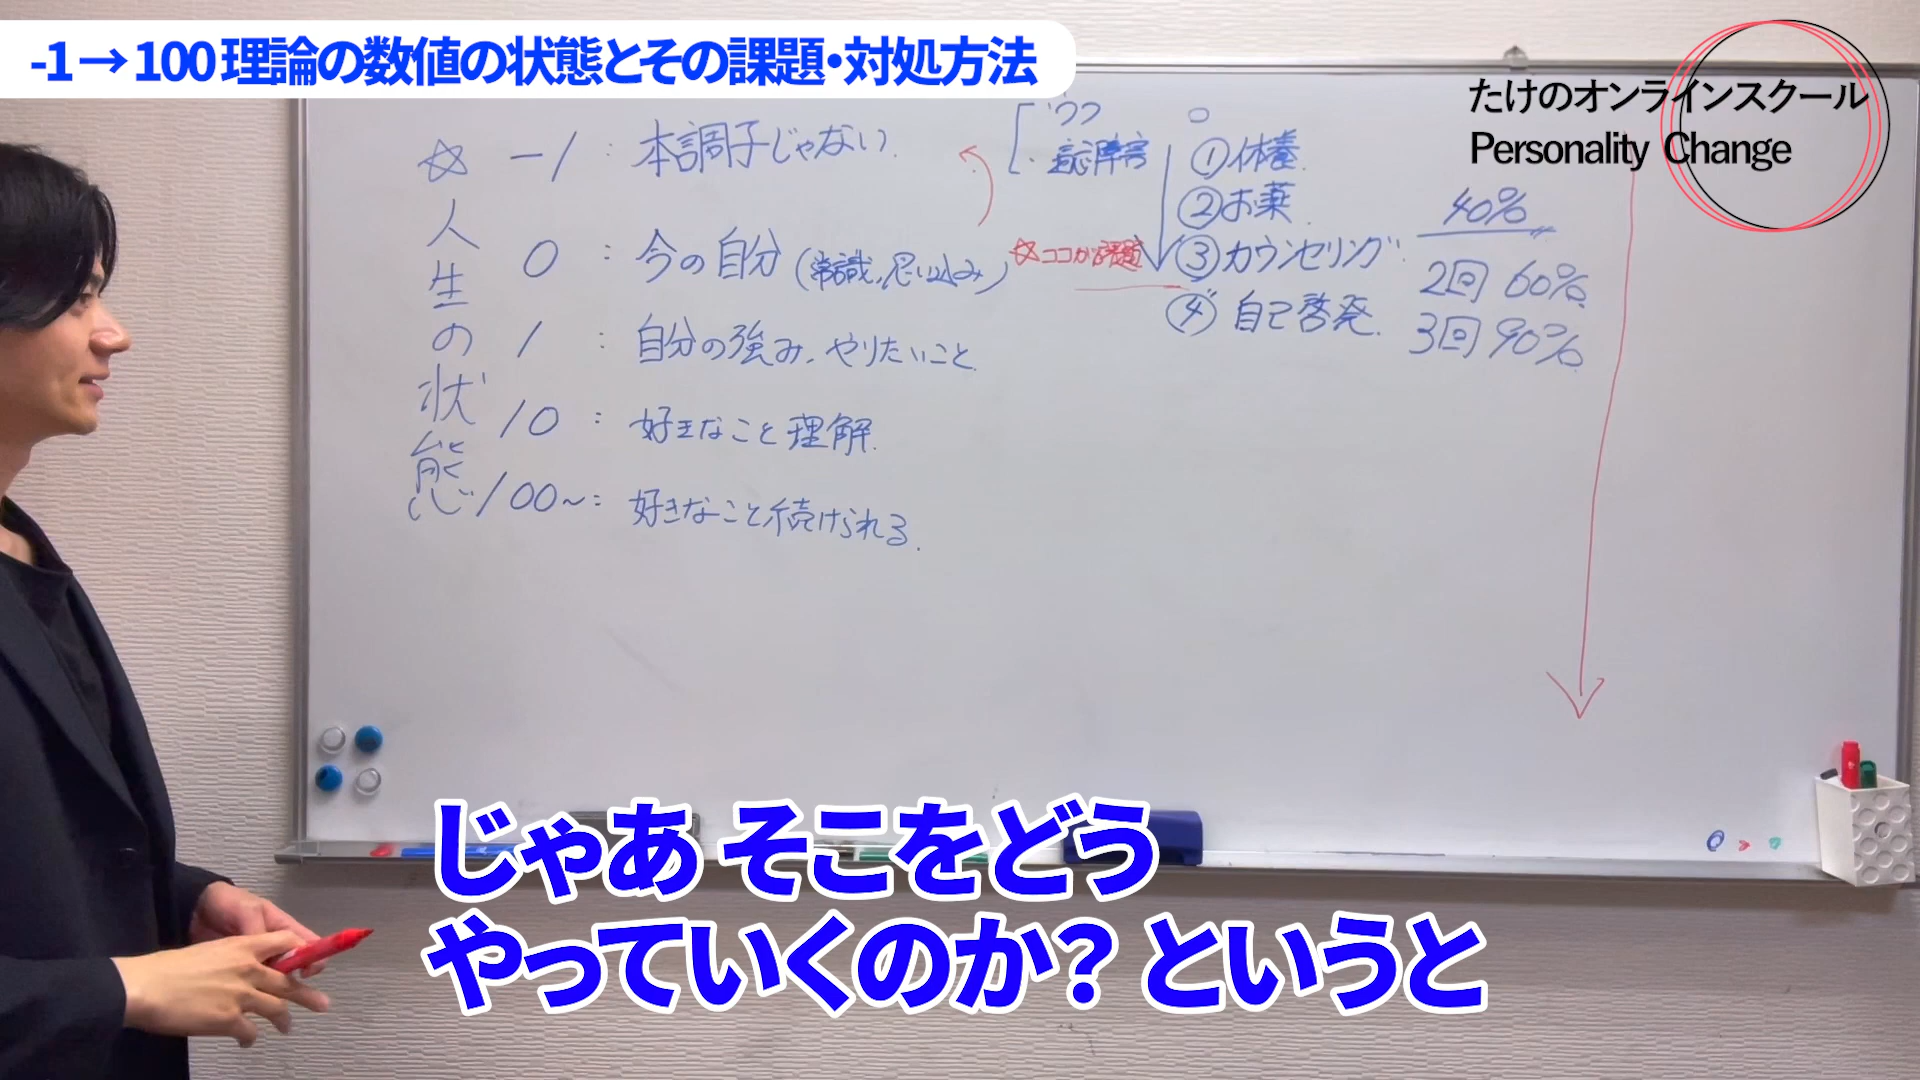 -1→100理論の数値の状態とその課題・対処方法
たけのオンラインスクール
Personality Change
☆人生の状態
-1 : 本調子じゃない.
0 : 今の自分(常識,思い込み)
1 : 自分の強み,やりたいこと
10 : 好きなこと理解.
100~: 好きなこと続けられる.
うつ
障害
☆ココが課題
①休養.
②お薬.
③カウンセリング.
④自己啓発.
40%
2回 60%
3回 90%
じゃあ そこをどう
やっていくのか?というと